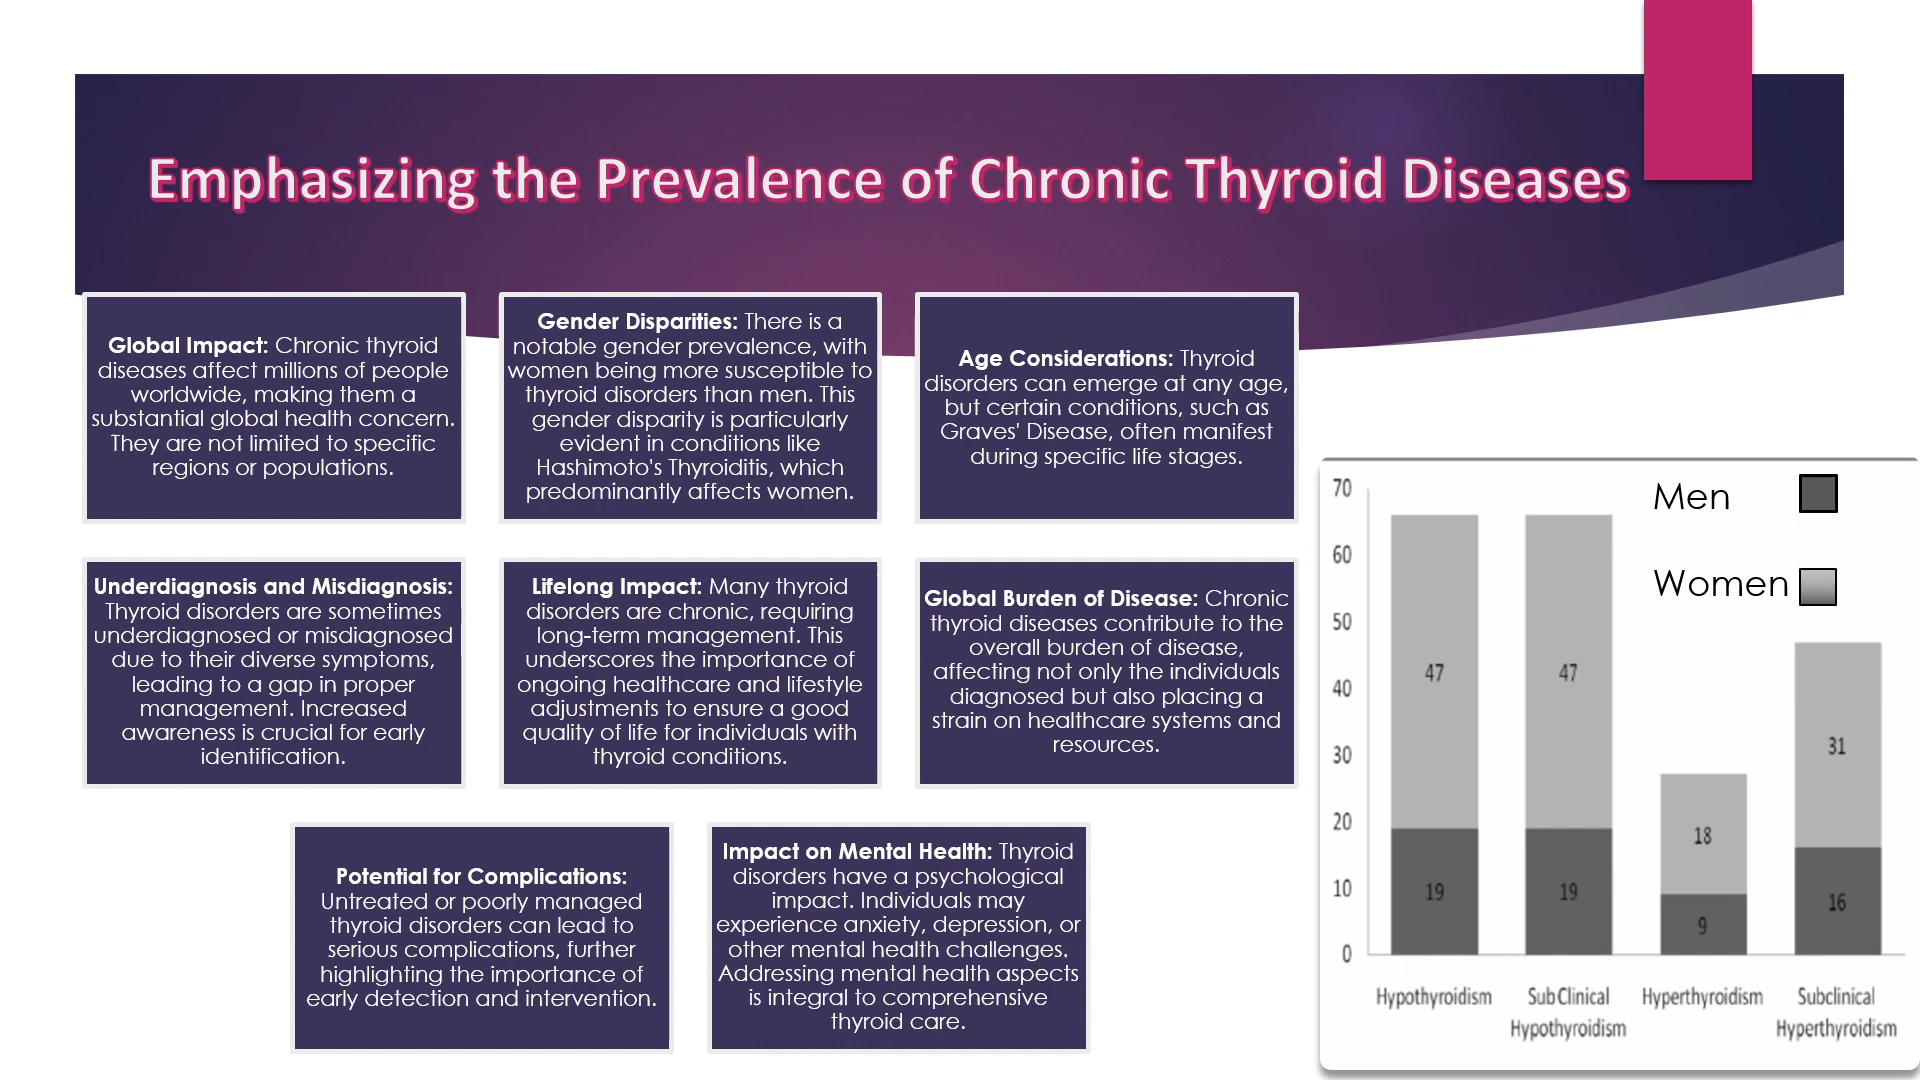 Emphasizing the Prevalence of Chronic Thyroid Diseases
Global Impact: Chronic thyroid
diseases affect millions of people
worldwide, making them a
substantial global health concern.
They are not limited to specific
regions or populations.
Gender Disparities: There is a
notable gender prevalence, with
women being more susceptible to
thyroid disorders than men. This
gender disparity is particularly
evident in conditions like
Hashimoto's Thyroiditis, which
predominantly affects women.
Age Considerations: Thyroid
disorders can emerge at any age,
but certain conditions, such as
Graves' Disease, often manifest
during specific life stages.
Underdiagnosis and Misdiagnosis:
Thyroid disorders are sometimes
underdiagnosed or misdiagnosed
due to their diverse symptoms,
leading to a gap in proper
management. Increased
awareness is crucial for early
identification.
Lifelong Impact: Many thyroid
disorders are chronic, requiring
long-term management. This
underscores the importance of
ongoing healthcare and lifestyle
adjustments to ensure a good
quality of life for individuals with
thyroid conditions.
Global Burden of Disease: Chronic
thyroid diseases contribute to the
overall burden of disease,
affecting not only the individuals
diagnosed but also placing a
strain on healthcare systems and
resources.
Potential for Complications:
Untreated or poorly managed
thyroid disorders can lead to
serious complications, further
highlighting the importance of
early detection and intervention.
Impact on Mental Health: Thyroid
disorders have a psychological
impact. Individuals may
experience anxiety, depression, or
other mental health challenges.
Addressing mental health aspects
is integral to comprehensive
thyroid care.
Men
Women
70
60
50
40
30
20
10
0
47
47
18
31
19
19
9
16
Hypothyroidism
SubClinical
Hypothyroidism
Hyperthyroidism
Subclinical
Hyperthyroidism